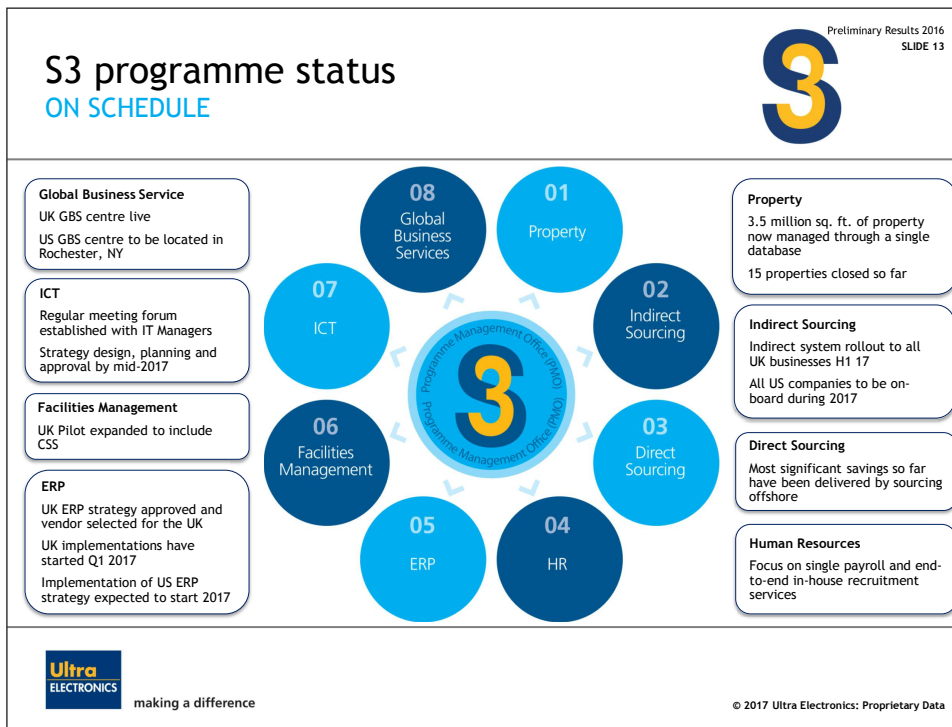 Preliminary Results 2016
SLIDE 13
S3 programme status
ON SCHEDULE
S3
Global Business Service
UK GBS centre live
US GBS centre to be located in
Rochester, NY
ICT
Regular meeting forum
established with IT Managers
Strategy design, planning and
approval by mid-2017
Facilities Management
UK Pilot expanded to include
CSS
ERP
UK ERP strategy approved and
vendor selected for the UK
UK implementations have
started Q1 2017
Implementation of US ERP
strategy expected to start 2017
08
Global
Business
Services
01
Property
07
ICT
02
Indirect
Sourcing
Programme Management Office (PMO)
S3
Programme Management Office (PMO)
06
Facilities
Management
03
Direct
Sourcing
05
ERP
04
HR
Property
3.5 million sq. ft. of property
now managed through a single
database
15 properties closed so far
Indirect Sourcing
Indirect system rollout to all
UK businesses H1 17
All US companies to be on-
board during 2017
Direct Sourcing
Most significant savings so far
have been delivered by sourcing
offshore
Human Resources
Focus on single payroll and end-
to-end in-house recruitment
services
Ultra
ELECTRONICS
making a difference
© 2017 Ultra Electronics: Proprietary Data